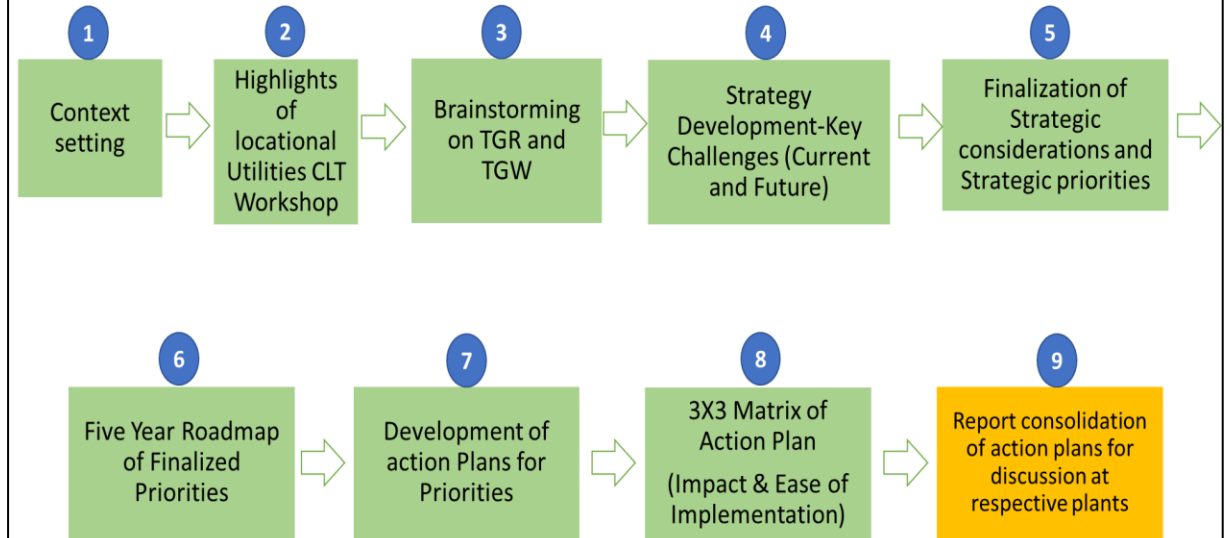 1
Context
setting
2
Highlights
of
locational
Utilities CLT
Workshop
3
Brainstorming
on TGR and
TGW
4
Strategy
Development-Key
Challenges (Current
and Future)
5
Finalization of
Strategic
considerations and
Strategic priorities
6
Five Year Roadmap
of Finalized
Priorities
7
Development of
action Plans for
Priorities
8
3X3 Matrix of
Action Plan
(Impact & Ease of
Implementation)
9
Report consolidation
of action plans for
discussion at
respective plants